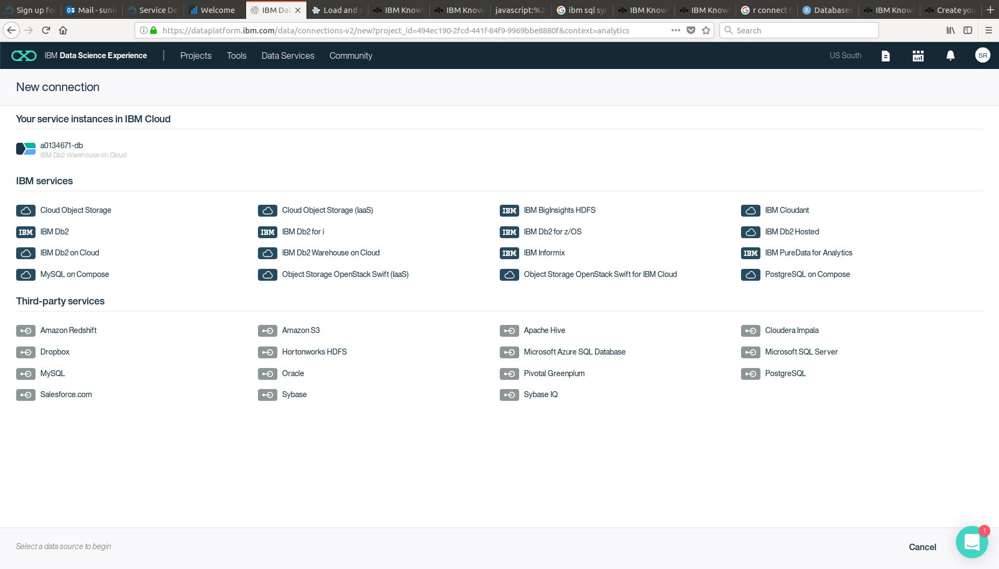 Sign up fo Mail - sunir Service De Welcome IBM Dat Load and a IBM Know IBM Know javascript:%2 ibm sql syn IBM Know IBM Know r connect t Databases IBM Know Create you
https://dataplatform.ibm.com/data/connections-v2/new?project_id=494ec190-2fcd-441f-84f9-9969bbe8880f&context=analytics Search
IBM Data Science Experience Projects Tools Data Services Community US South SR
New connection
Your service instances in IBM Cloud
a0134671-db
IBM Db2 Warehouse on Cloud
IBM services
Cloud Object Storage Cloud Object Storage (IaaS) IBM IBM BigInsights HDFS IBM Cloudant
IBM IBM Db2 IBM IBM Db2 for i IBM IBM Db2 for z/OS IBM Db2 Hosted
IBM Db2 on Cloud IBM Db2 Warehouse on Cloud IBM IBM Informix IBM IBM PureData for Analytics
MySQL on Compose Object Storage OpenStack Swift (IaaS) Object Storage OpenStack Swift for IBM Cloud PostgreSQL on Compose
Third-party services
Amazon Redshift Amazon S3 Apache Hive Cloudera Impala
Dropbox Hortonworks HDFS Microsoft Azure SQL Database Microsoft SQL Server
MySQL Oracle Pivotal Greenplum PostgreSQL
Salesforce.com Sybase Sybase IQ
Select a data source to begin Cancel 1